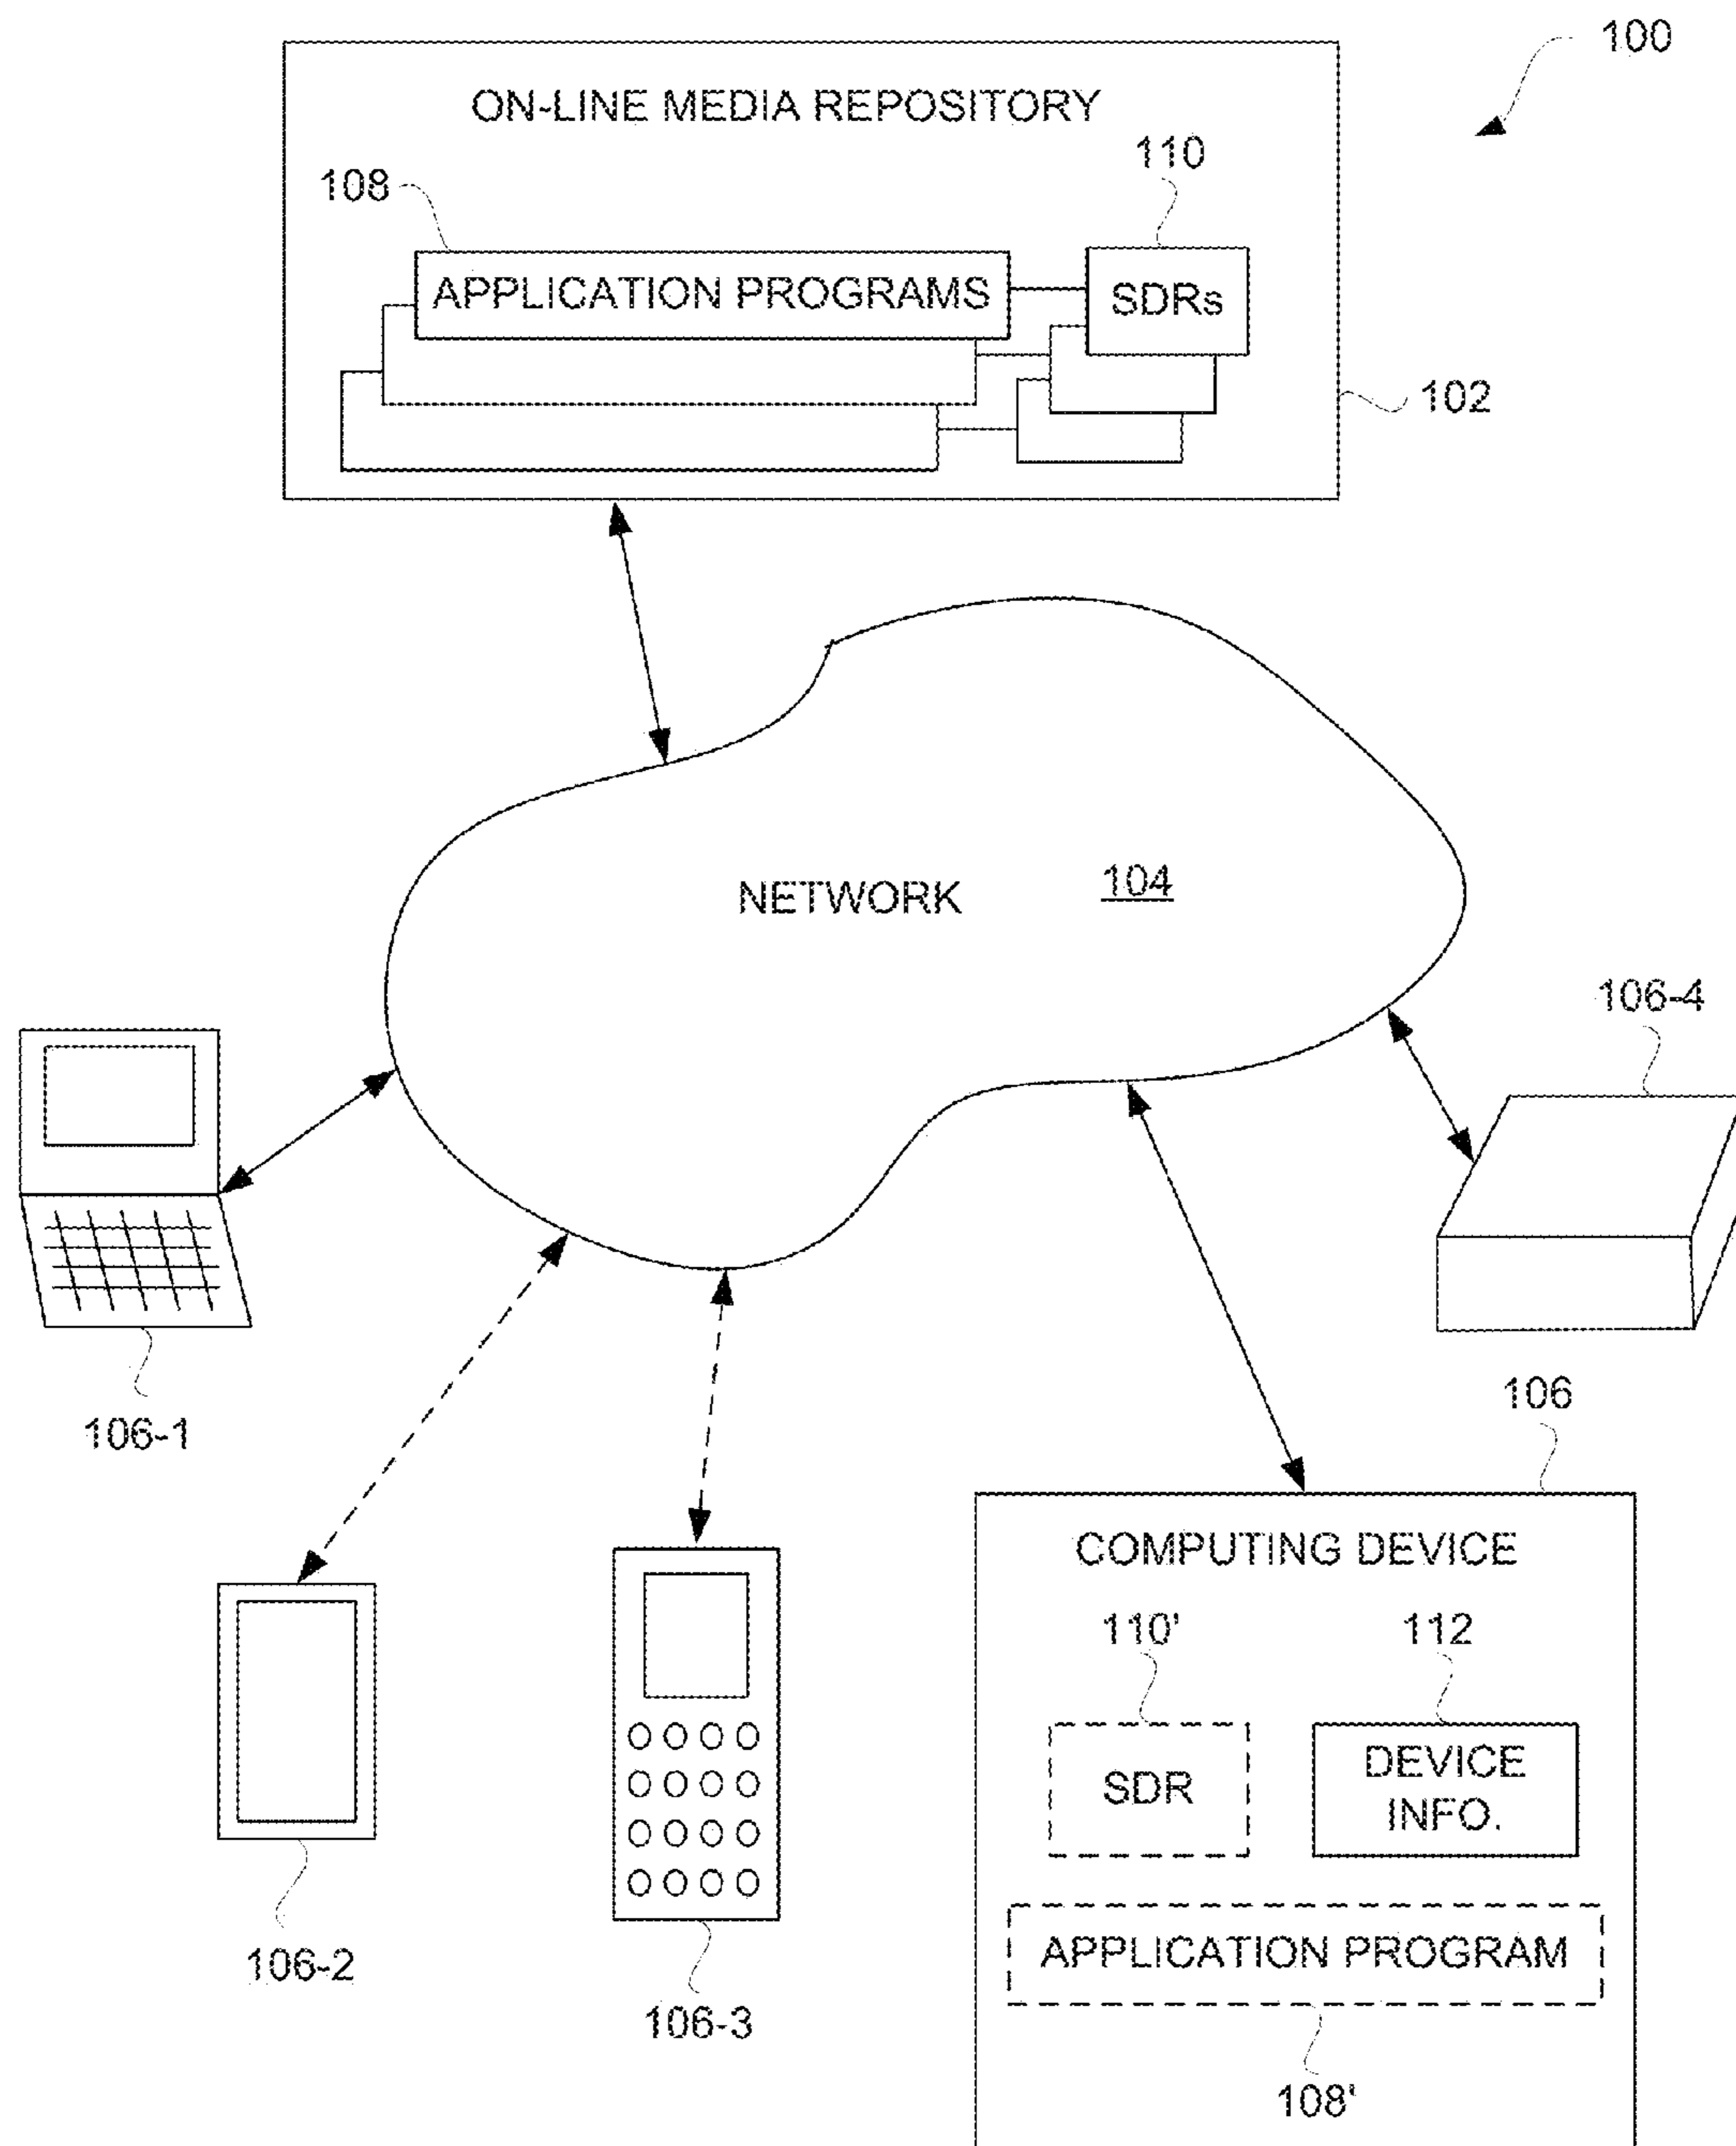 100
ON-LINE MEDIA REPOSITORY
110
108
APPLICATION PROGRAMS
SDRs
102
NETWORK
104
106-4
106-1
106
COMPUTING DEVICE
110'
112
SDR
DEVICE
INFO.
APPLICATION PROGRAM
106-2
106-3
108'